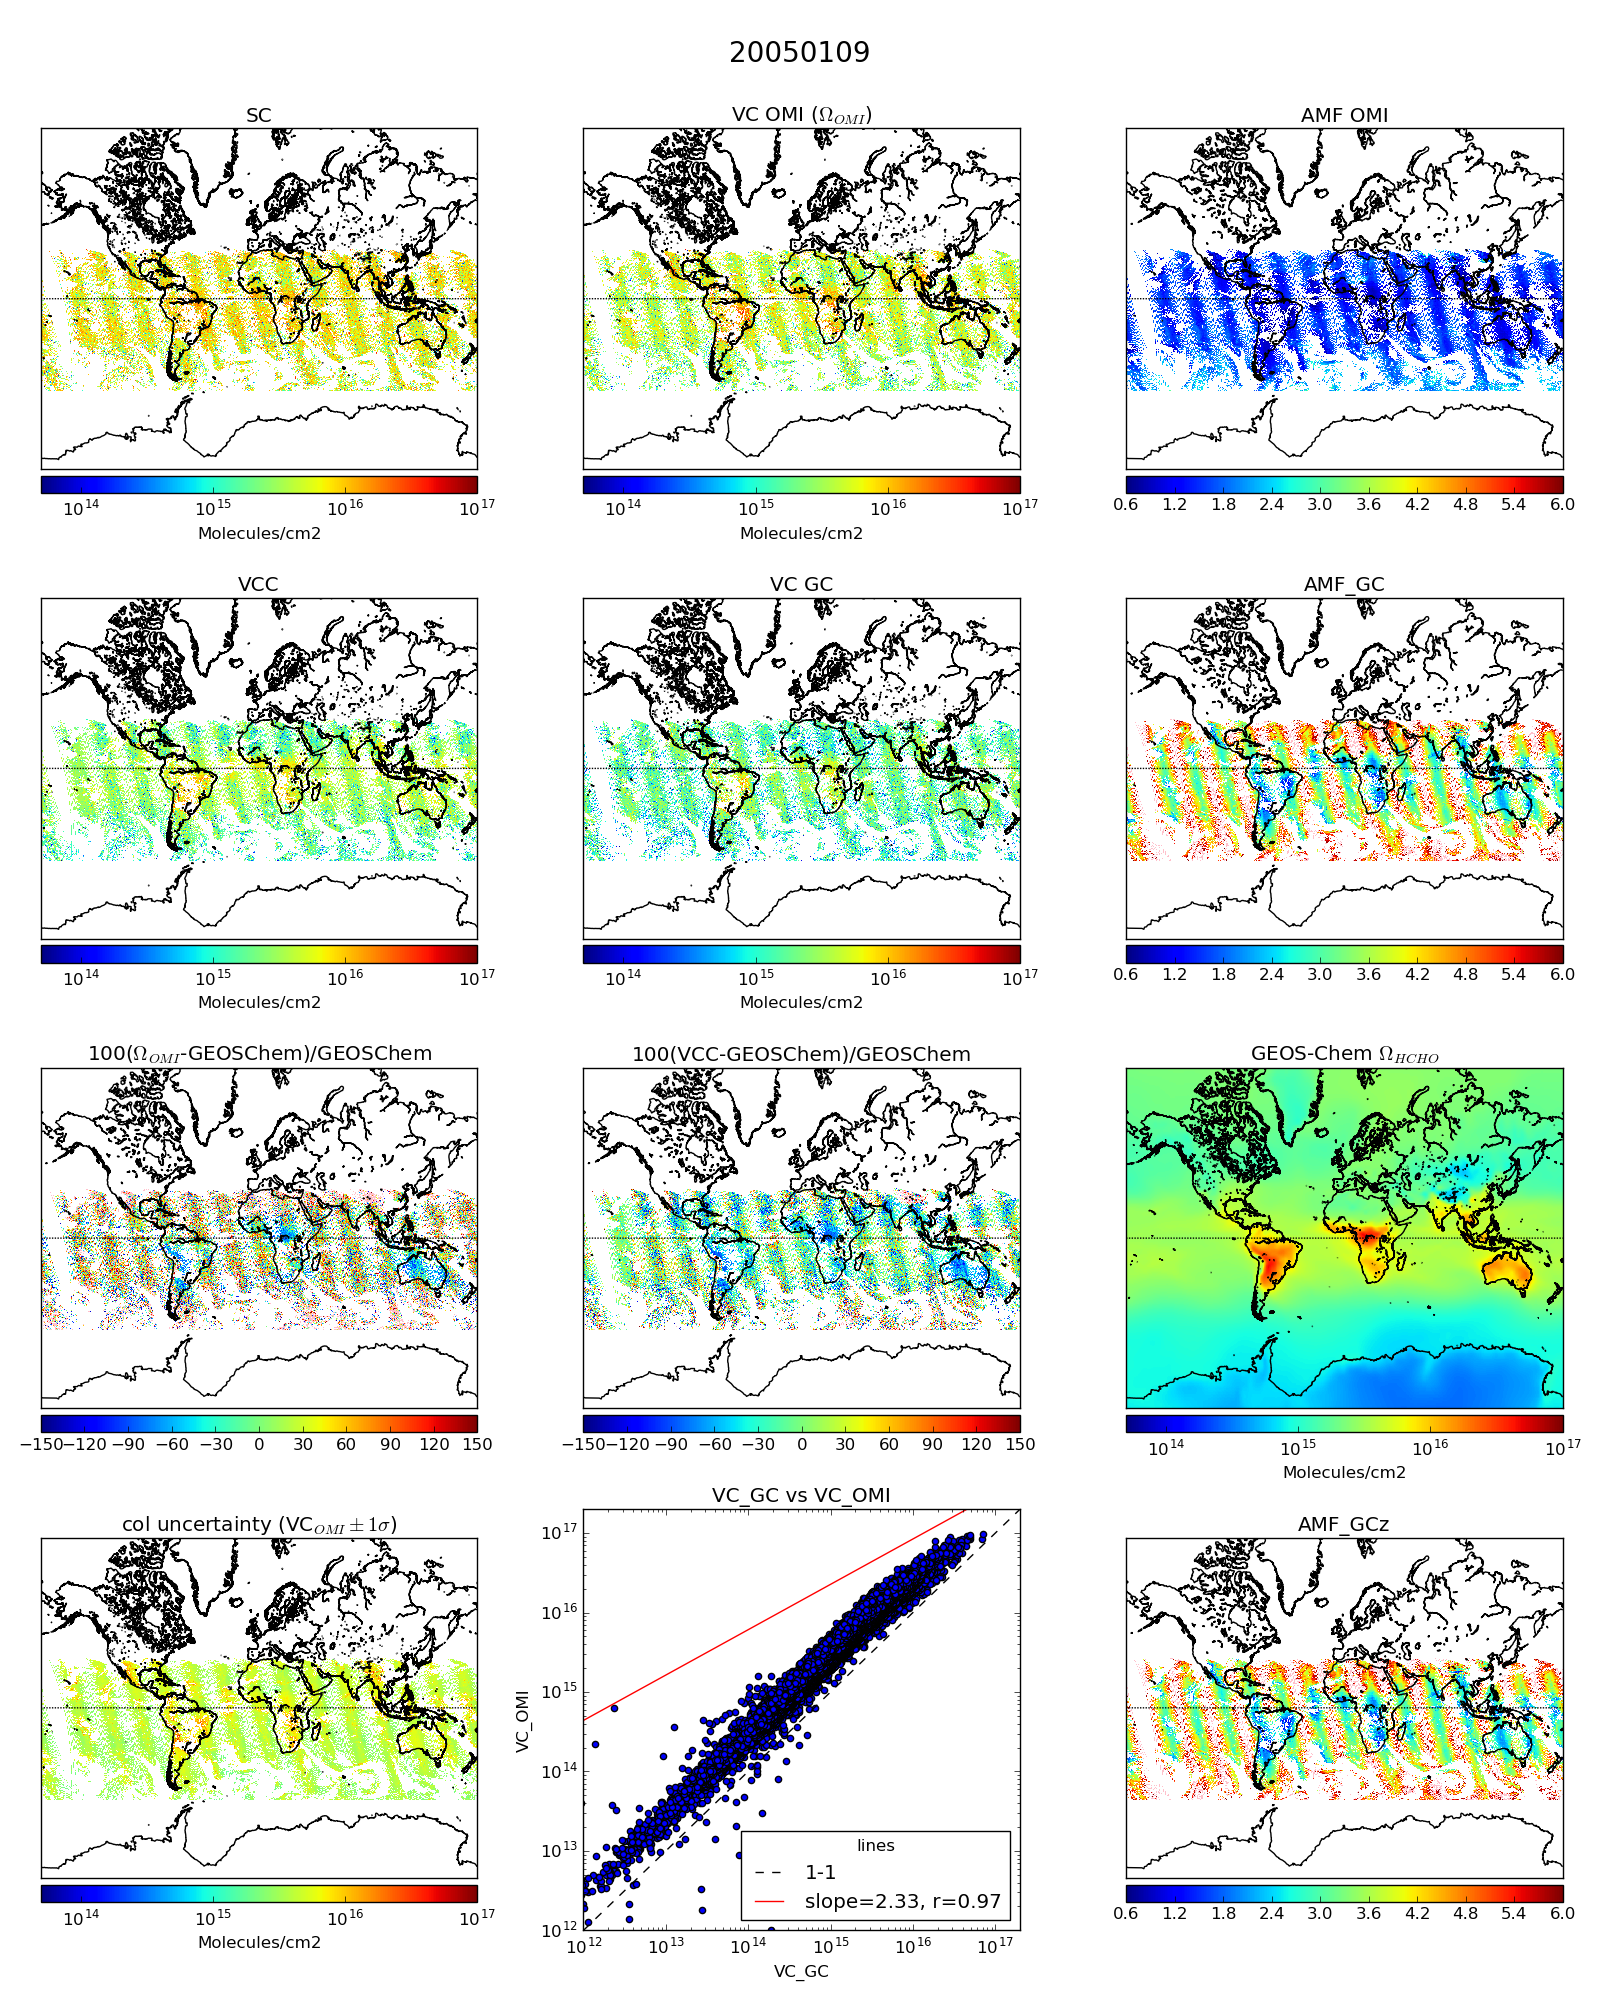 20050109
SC
VC OMI (Ω_OMI)
AMF OMI
10^14 10^15 10^16 10^17
Molecules/cm2
10^14 10^15 10^16 10^17
Molecules/cm2
0.6 1.2 1.8 2.4 3.0 3.6 4.2 4.8 5.4 6.0
VCC
VC GC
AMF_GC
10^14 10^15 10^16 10^17
Molecules/cm2
10^14 10^15 10^16 10^17
Molecules/cm2
0.6 1.2 1.8 2.4 3.0 3.6 4.2 4.8 5.4 6.0
100(Ω_OMI-GEOSChem)/GEOSChem
100(VCC-GEOSChem)/GEOSChem
GEOS-Chem Ω_HCHO
−150 −120 −90 −60 −30 0 30 60 90 120 150
−150 −120 −90 −60 −30 0 30 60 90 120 150
10^14 10^15 10^16 10^17
Molecules/cm2
col uncertainty (VC_OMI ± 1σ)
10^14 10^15 10^16 10^17
Molecules/cm2
VC_GC vs VC_OMI
VC_OMI
10^17
10^16
10^15
10^14
10^13
10^12
lines
1-1
slope=2.33, r=0.97
10^12 10^13 10^14 10^15 10^16 10^17
VC_GC
AMF_GCz
0.6 1.2 1.8 2.4 3.0 3.6 4.2 4.8 5.4 6.0